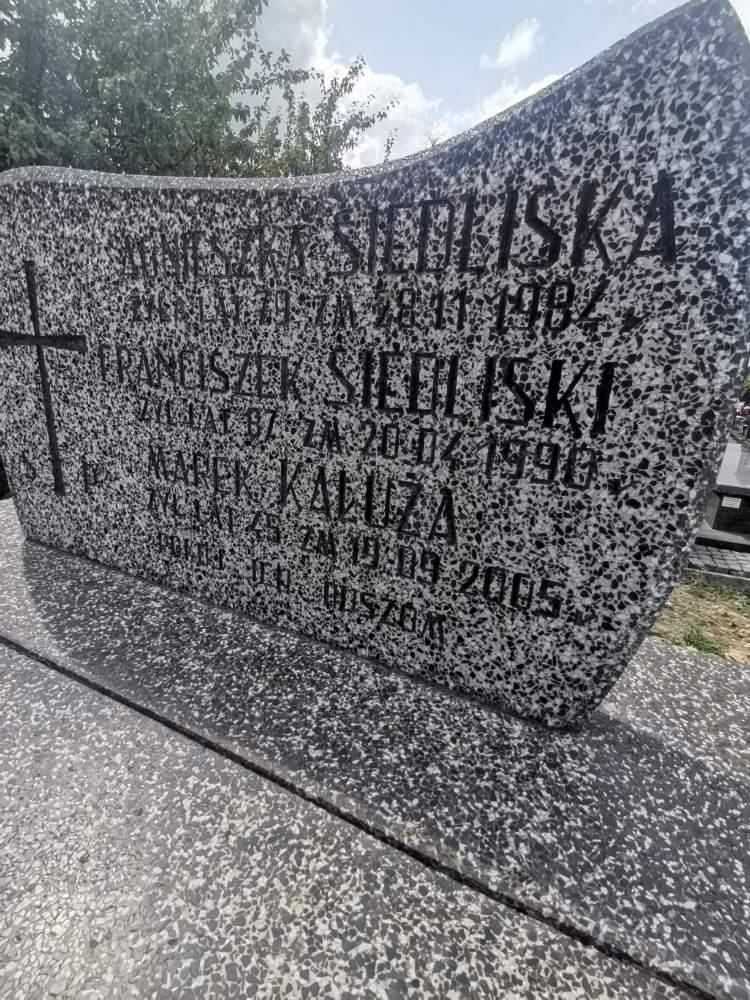 AGNIESZKA SIEDLISKA
ŻYŁA LAT 79 ZM 28.11.1984 r.
FRANCISZEK SIEDLISKI
ŻYŁ LAT 87 ZM 20.04.1990 r.
MAREK KAŁUŻA
ŻYŁ LAT 45 ZM 19.09.2005 r.
POKÓJ ICH DUSZOM
Ś P